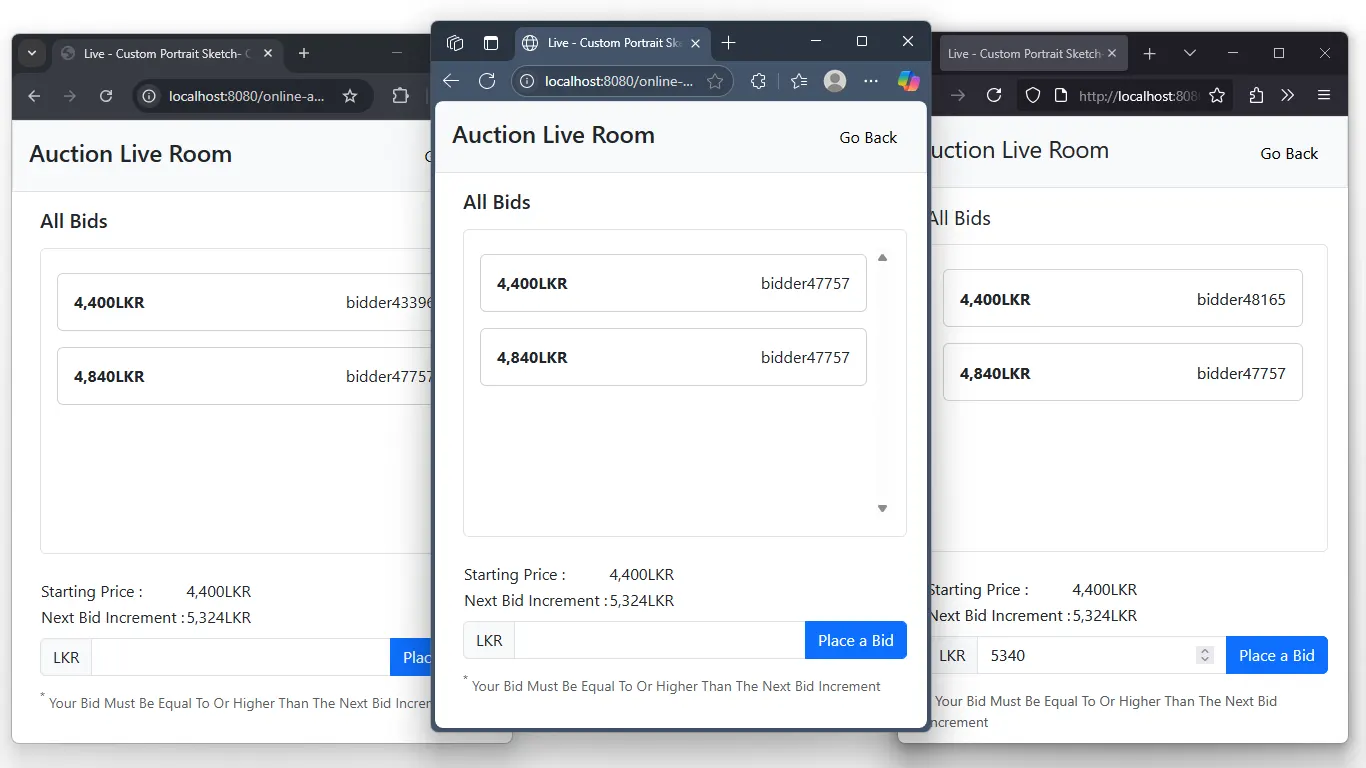 Live - Custom Portrait Sketch- C
localhost:8080/online-a...
Auction Live Room
All Bids
4,400LKR bidder43396
4,840LKR bidder47757
Starting Price : 4,400LKR
Next Bid Increment : 5,324LKR
LKR Plac
* Your Bid Must Be Equal To Or Higher Than The Next Bid Increm
Live - Custom Portrait Ske
localhost:8080/online-...
Auction Live Room Go Back
All Bids
4,400LKR bidder47757
4,840LKR bidder47757
Starting Price : 4,400LKR
Next Bid Increment : 5,324LKR
LKR Place a Bid
* Your Bid Must Be Equal To Or Higher Than The Next Bid Increment
Live - Custom Portrait Sketch-
http://localhost:808
uction Live Room Go Back
All Bids
4,400LKR bidder48165
4,840LKR bidder47757
Starting Price : 4,400LKR
Next Bid Increment : 5,324LKR
LKR 5340 Place a Bid
Your Bid Must Be Equal To Or Higher Than The Next Bid
ncrement